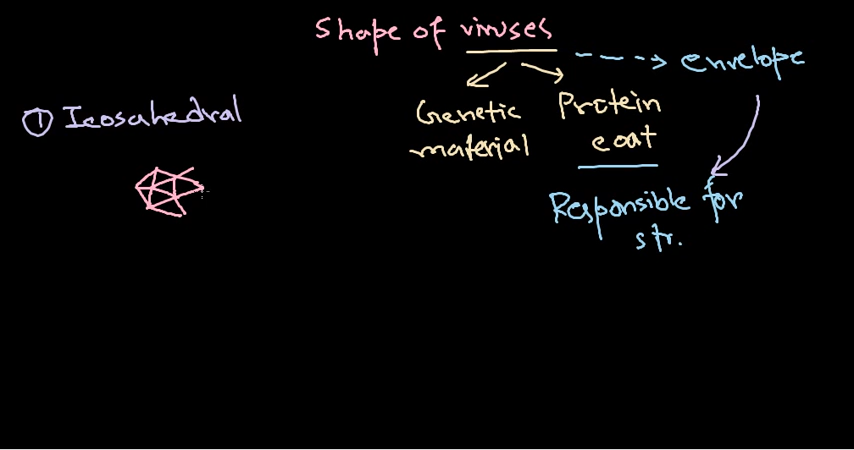 Shape of viruses
envelope
① Icosahedral
Genetic
material
Protein
coat
Responsible for
str.